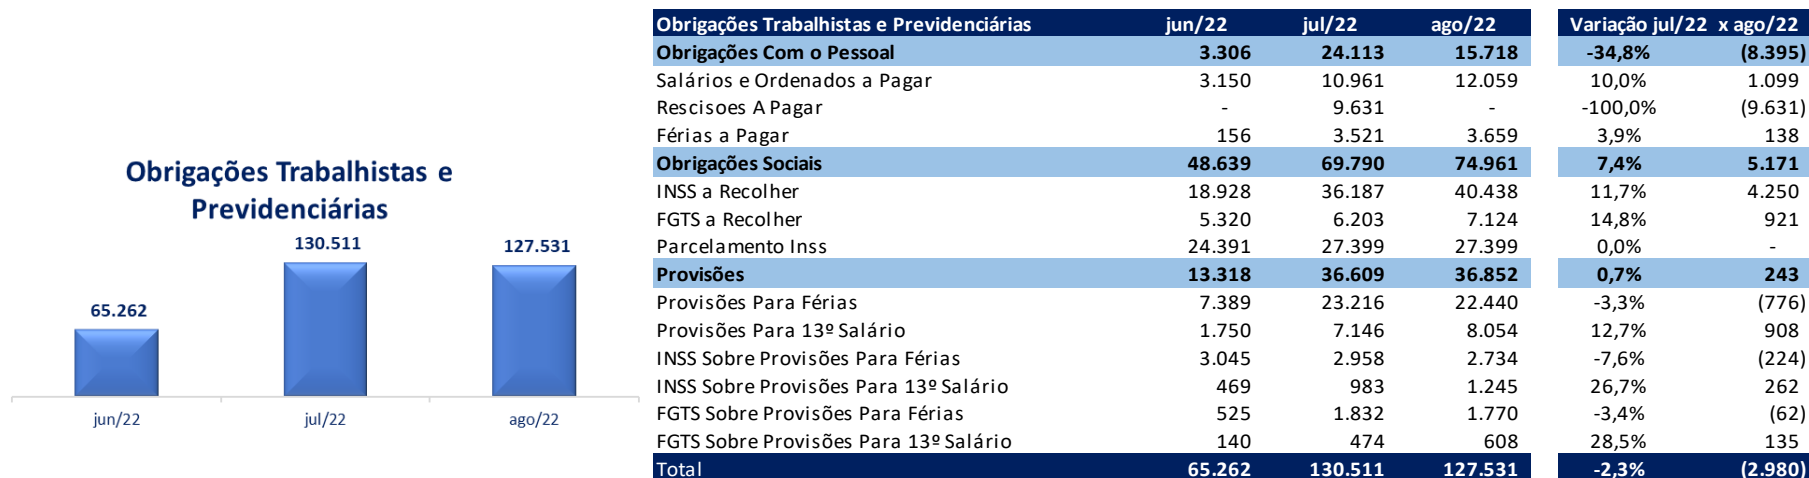 Obrigações Trabalhistas e
Previdenciárias
65.262
130.511
127.531
jun/22
jul/22
ago/22
Obrigações Trabalhistas e Previdenciárias jun/22 jul/22 ago/22 Variação jul/22 x ago/22
Obrigações Com o Pessoal 3.306 24.113 15.718 -34,8% (8.395)
Salários e Ordenados a Pagar 3.150 10.961 12.059 10,0% 1.099
Rescisoes A Pagar - 9.631 - -100,0% (9.631)
Férias a Pagar 156 3.521 3.659 3,9% 138
Obrigações Sociais 48.639 69.790 74.961 7,4% 5.171
INSS a Recolher 18.928 36.187 40.438 11,7% 4.250
FGTS a Recolher 5.320 6.203 7.124 14,8% 921
Parcelamento Inss 24.391 27.399 27.399 0,0% -
Provisões 13.318 36.609 36.852 0,7% 243
Provisões Para Férias 7.389 23.216 22.440 -3,3% (776)
Provisões Para 13º Salário 1.750 7.146 8.054 12,7% 908
INSS Sobre Provisões Para Férias 3.045 2.958 2.734 -7,6% (224)
INSS Sobre Provisões Para 13º Salário 469 983 1.245 26,7% 262
FGTS Sobre Provisões Para Férias 525 1.832 1.770 -3,4% (62)
FGTS Sobre Provisões Para 13º Salário 140 474 608 28,5% 135
Total 65.262 130.511 127.531 -2,3% (2.980)